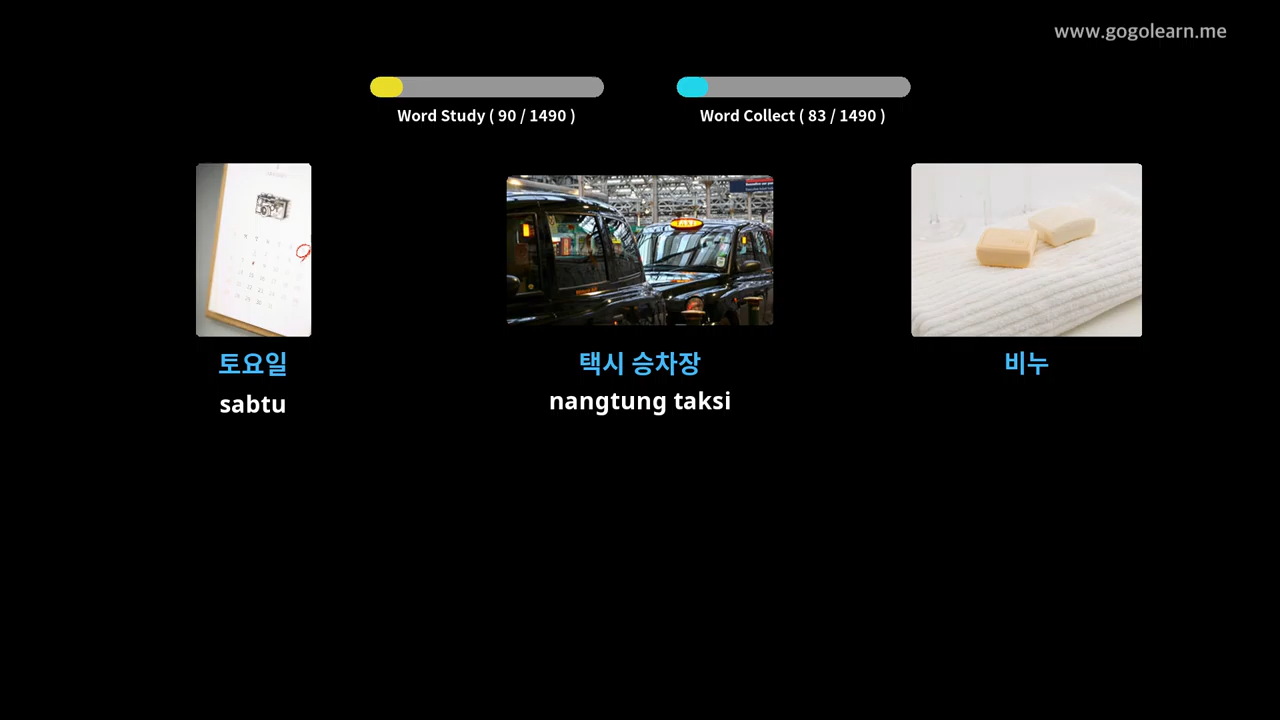 www.gogolearn.me
Word Study ( 90 / 1490 )
Word Collect ( 83 / 1490 )
TAXI
토요일
택시 승차장
비누
sabtu
nangtung taksi